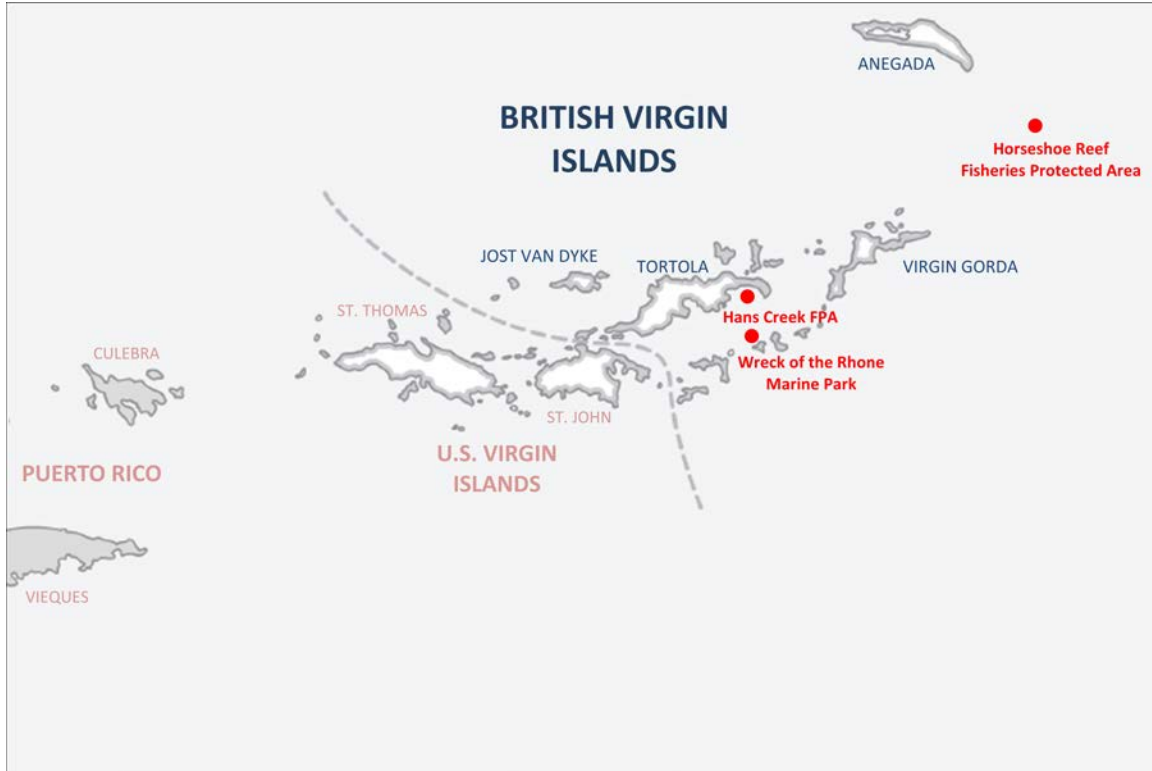 ANEGADA
BRITISH VIRGIN
ISLANDS
Horseshoe Reef
Fisheries Protected Area
JOST VAN DYKE
TORTOLA
VIRGIN GORDA
ST. THOMAS
Hans Creek FPA
CULEBRA
Wreck of the Rhone
Marine Park
ST. JOHN
U.S. VIRGIN
ISLANDS
PUERTO RICO
VIEQUES